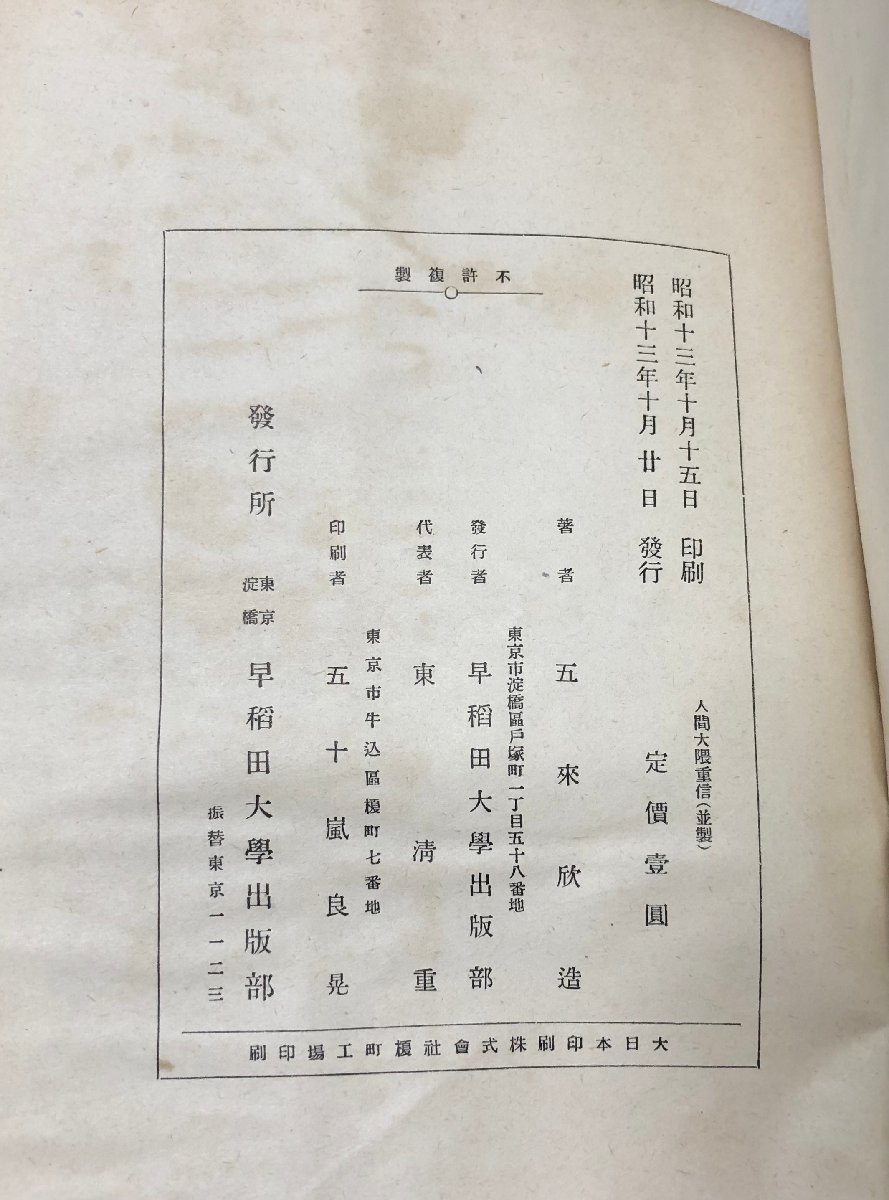 不許複製
昭和十三年十月十五日 印刷
昭和十三年十月廿日 發行
人間大隈重信(並製)
定價壹圓
著者 五來欣造
東京市淀橋區戸塚町一丁目五十八番地
發行者 早稻田大學出版部
代表者 東淸重
東京市牛込區榎町七番地
印刷者 五十嵐良晃
發行所 東京淀橋 早稻田大學出版部
振替東京一一二三
大日本印刷株式會社榎町工場印刷